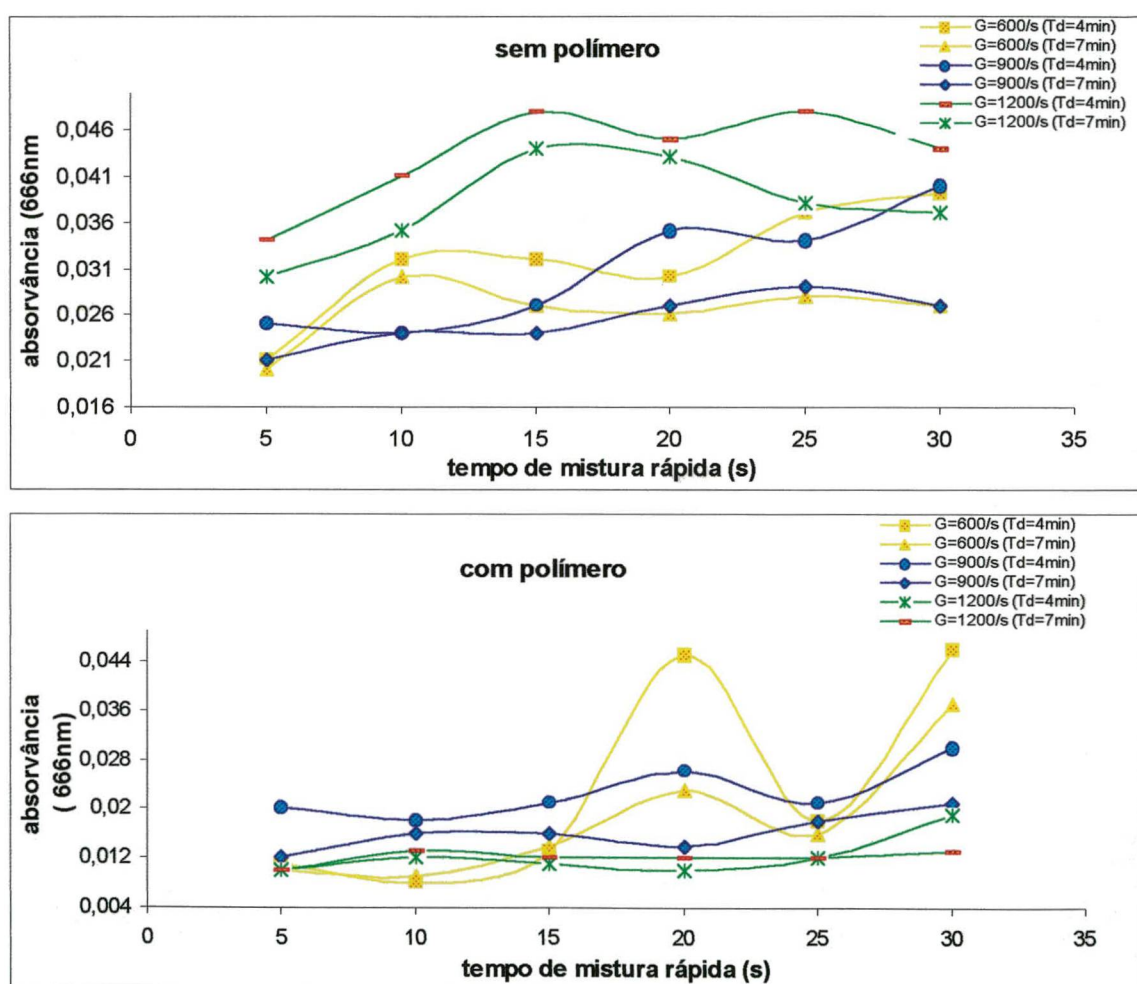 sem polímero
G=600/s (Td=4min)
G=600/s (Td=7min)
G=900/s (Td=4min)
G=900/s (Td=7min)
G=1200/s (Td=4min)
G=1200/s (Td=7min)
absorvância (666nm
0,046
0,041
0,036
0,031
0,026
0,021
0,016
0 5 10 15 20 25 30 35
tempo de mistura rápida (s)
com polímero
G=600/s (Td=4min)
G=600/s (Td=7min)
G=900/s (Td=4min)
G=900/s (Td=7min)
G=1200/s (Td=4min)
G=1200/s (Td=7min)
absorvância
( 666nm)
0,044
0,036
0,028
0,02
0,012
0,004
0 5 10 15 20 25 30 35
tempo de mistura rápida (s)